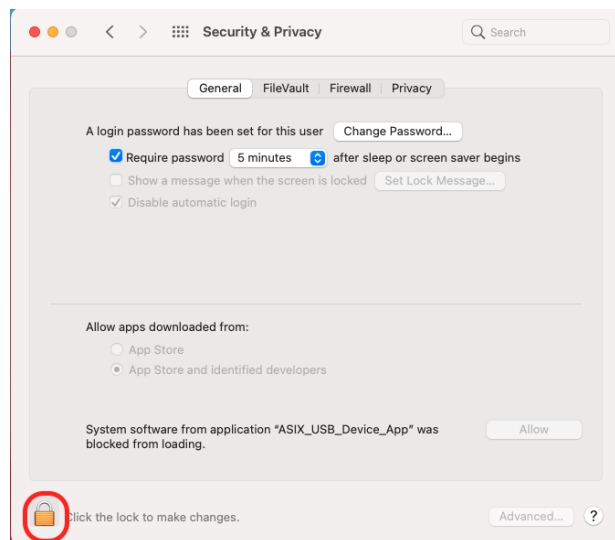 Security & Privacy
Search
General FileVault Firewall Privacy
A login password has been set for this user Change Password...
Require password 5 minutes after sleep or screen saver begins
Show a message when the screen is locked Set Lock Message...
Disable automatic login
Allow apps downloaded from:
App Store
App Store and identified developers
System software from application “ASIX_USB_Device_App” was Allow
blocked from loading.
Click the lock to make changes. Advanced... ?